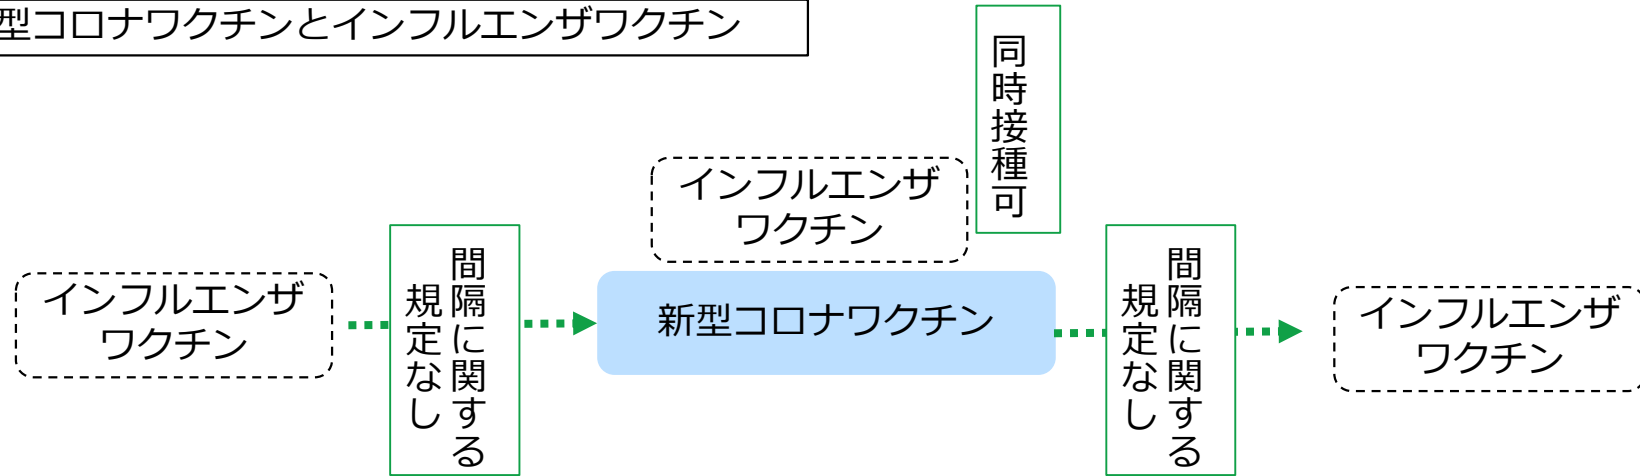 型コロナワクチンとインフルエンザワクチン
同時接種可
インフルエンザ
ワクチン
インフルエンザ
ワクチン
間隔に関する
規定なし
新型コロナワクチン
間隔に関する
規定なし
インフルエンザ
ワクチン